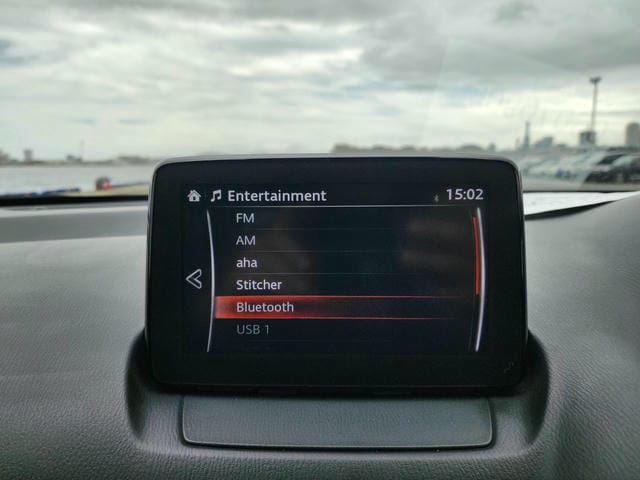 Entertainment 15:02
FM
AM
aha
Stitcher
Bluetooth
USB 1